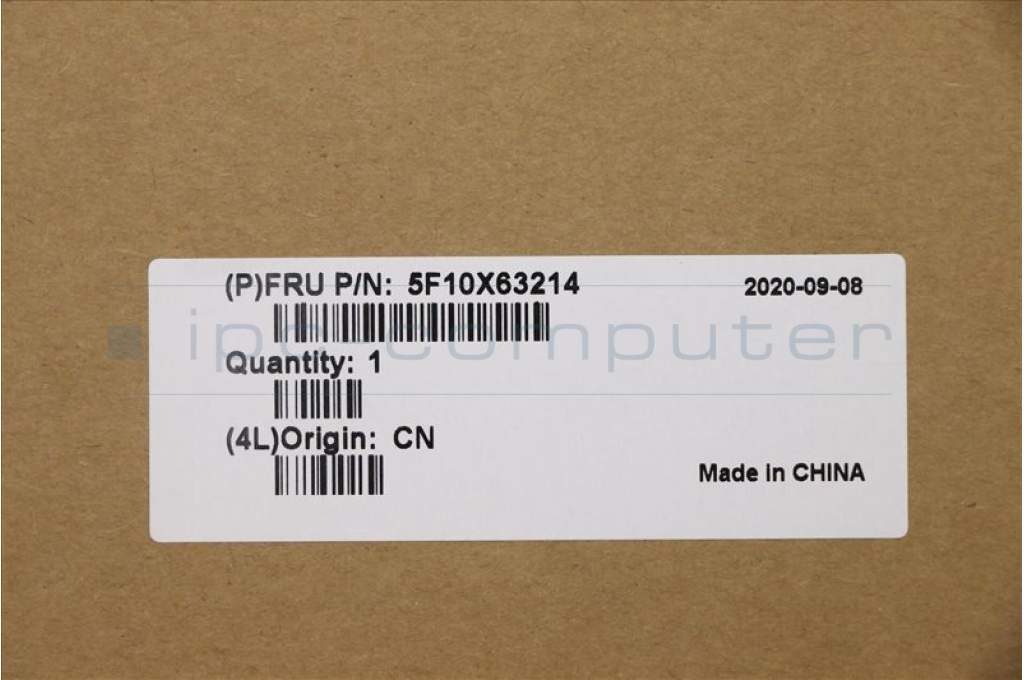 (P)FRU P/N: 5F10X63214
2020-09-08
ipc-computer
Quantity: 1
(4L)Origin: CN
Made in CHINA